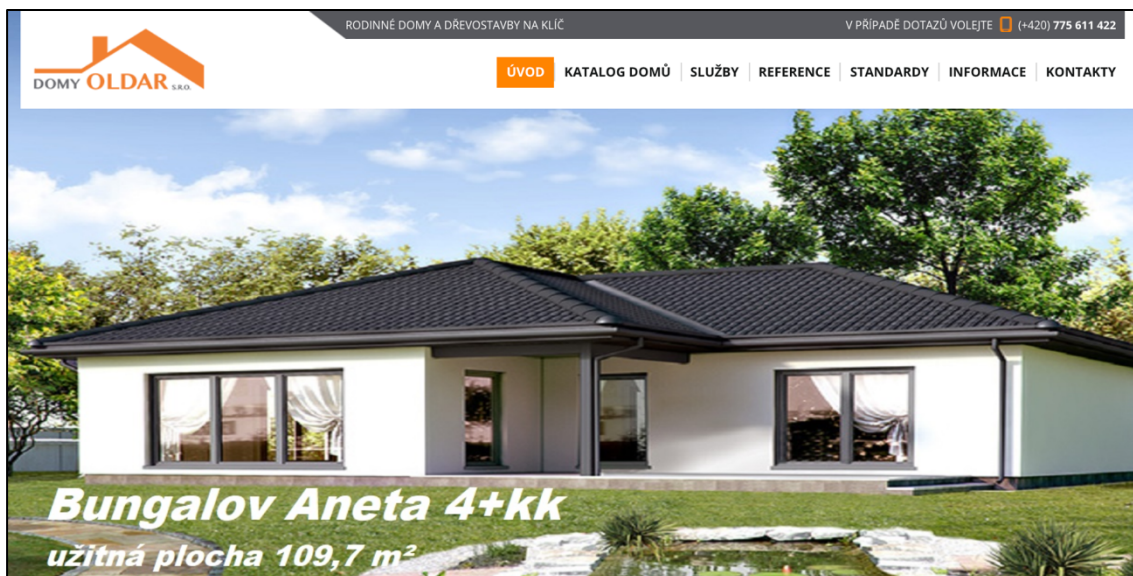 RODINNÉ DOMY A DŘEVOSTAVBY NA KLÍČ
V PŘÍPADĚ DOTAZŮ VOLEJTE (+420) 775 611 422
DOMY OLDAR S.R.O.
ÚVOD KATALOG DOMŮ SLUŽBY REFERENCE STANDARDY INFORMACE KONTAKTY
Bungalov Aneta 4+kk
užitná plocha 109,7 m²